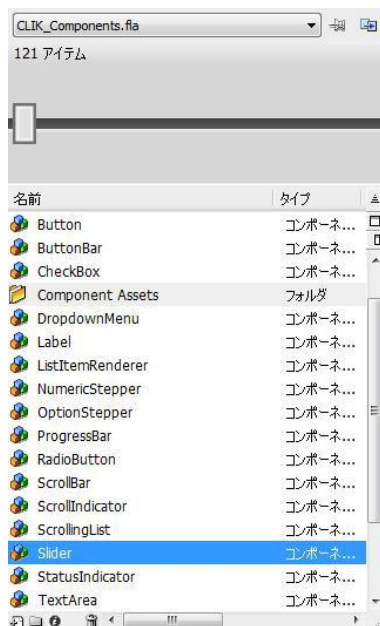 CLIK_Components.fla
121 アイテム
名前 タイプ
Button コンポーネ...
ButtonBar コンポーネ...
CheckBox コンポーネ...
Component Assets フォルダ
DropdownMenu コンポーネ...
Label コンポーネ...
ListItemRenderer コンポーネ...
NumericStepper コンポーネ...
OptionStepper コンポーネ...
ProgressBar コンポーネ...
RadioButton コンポーネ...
ScrollBar コンポーネ...
ScrollIndicator コンポーネ...
ScrollingList コンポーネ...
Slider コンポーネ...
StatusIndicator コンポーネ...
TextArea コンポーネ...